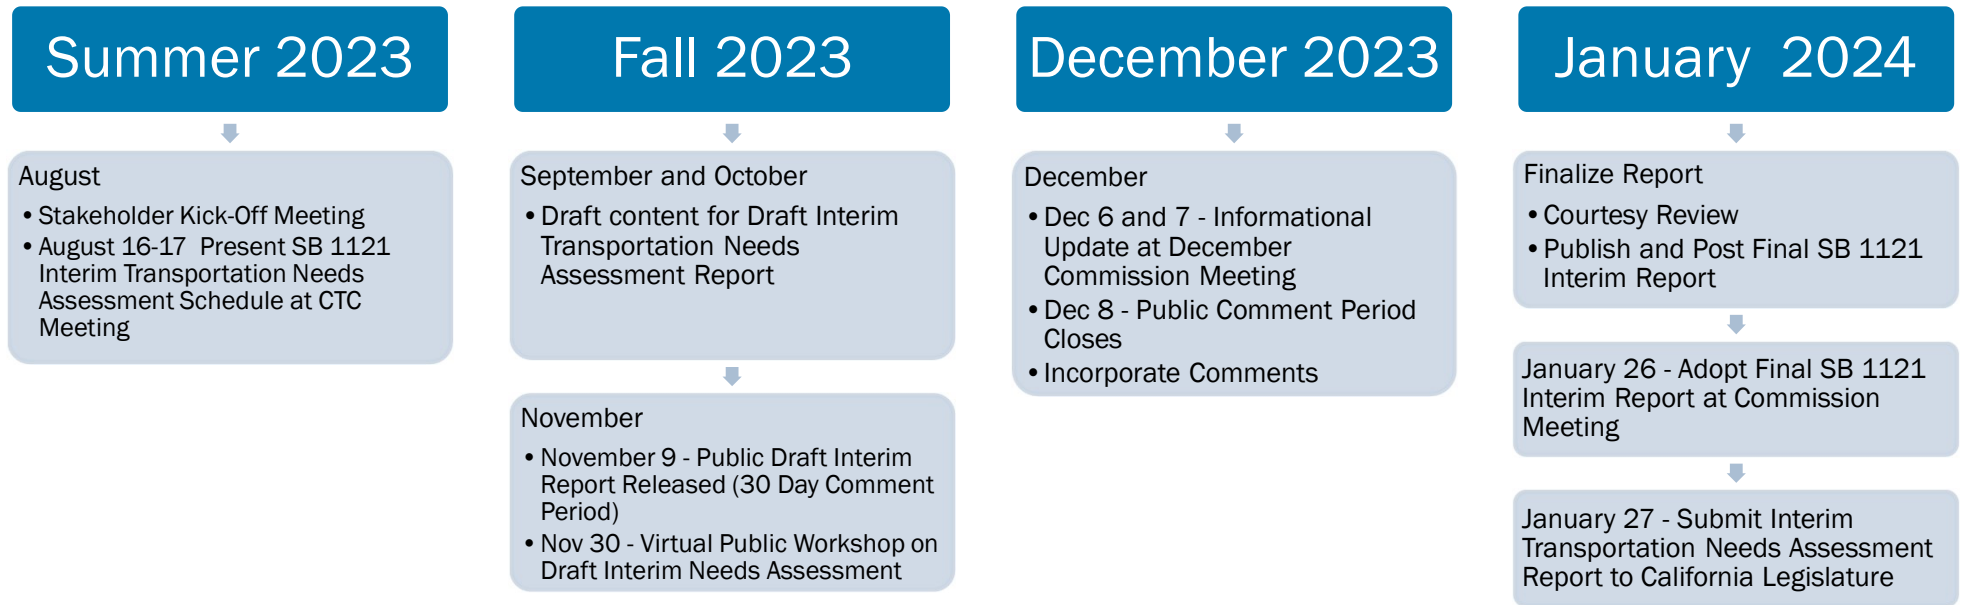 Summer 2023
August
• Stakeholder Kick-Off Meeting
• August 16-17  Present SB 1121
Interim Transportation Needs
Assessment Schedule at CTC
Meeting
Fall 2023
September and October
• Draft content for Draft Interim
Transportation Needs
Assessment Report
November
• November 9 - Public Draft Interim
Report Released (30 Day Comment
Period)
• Nov 30 - Virtual Public Workshop on
Draft Interim Needs Assessment
December 2023
December
• Dec 6 and 7 - Informational
Update at December
Commission Meeting
• Dec 8 - Public Comment Period
Closes
• Incorporate Comments
January  2024
Finalize Report
• Courtesy Review
• Publish and Post Final SB 1121
Interim Report
January 26 - Adopt Final SB 1121
Interim Report at Commission
Meeting
January 27 - Submit Interim
Transportation Needs Assessment
Report to California Legislature